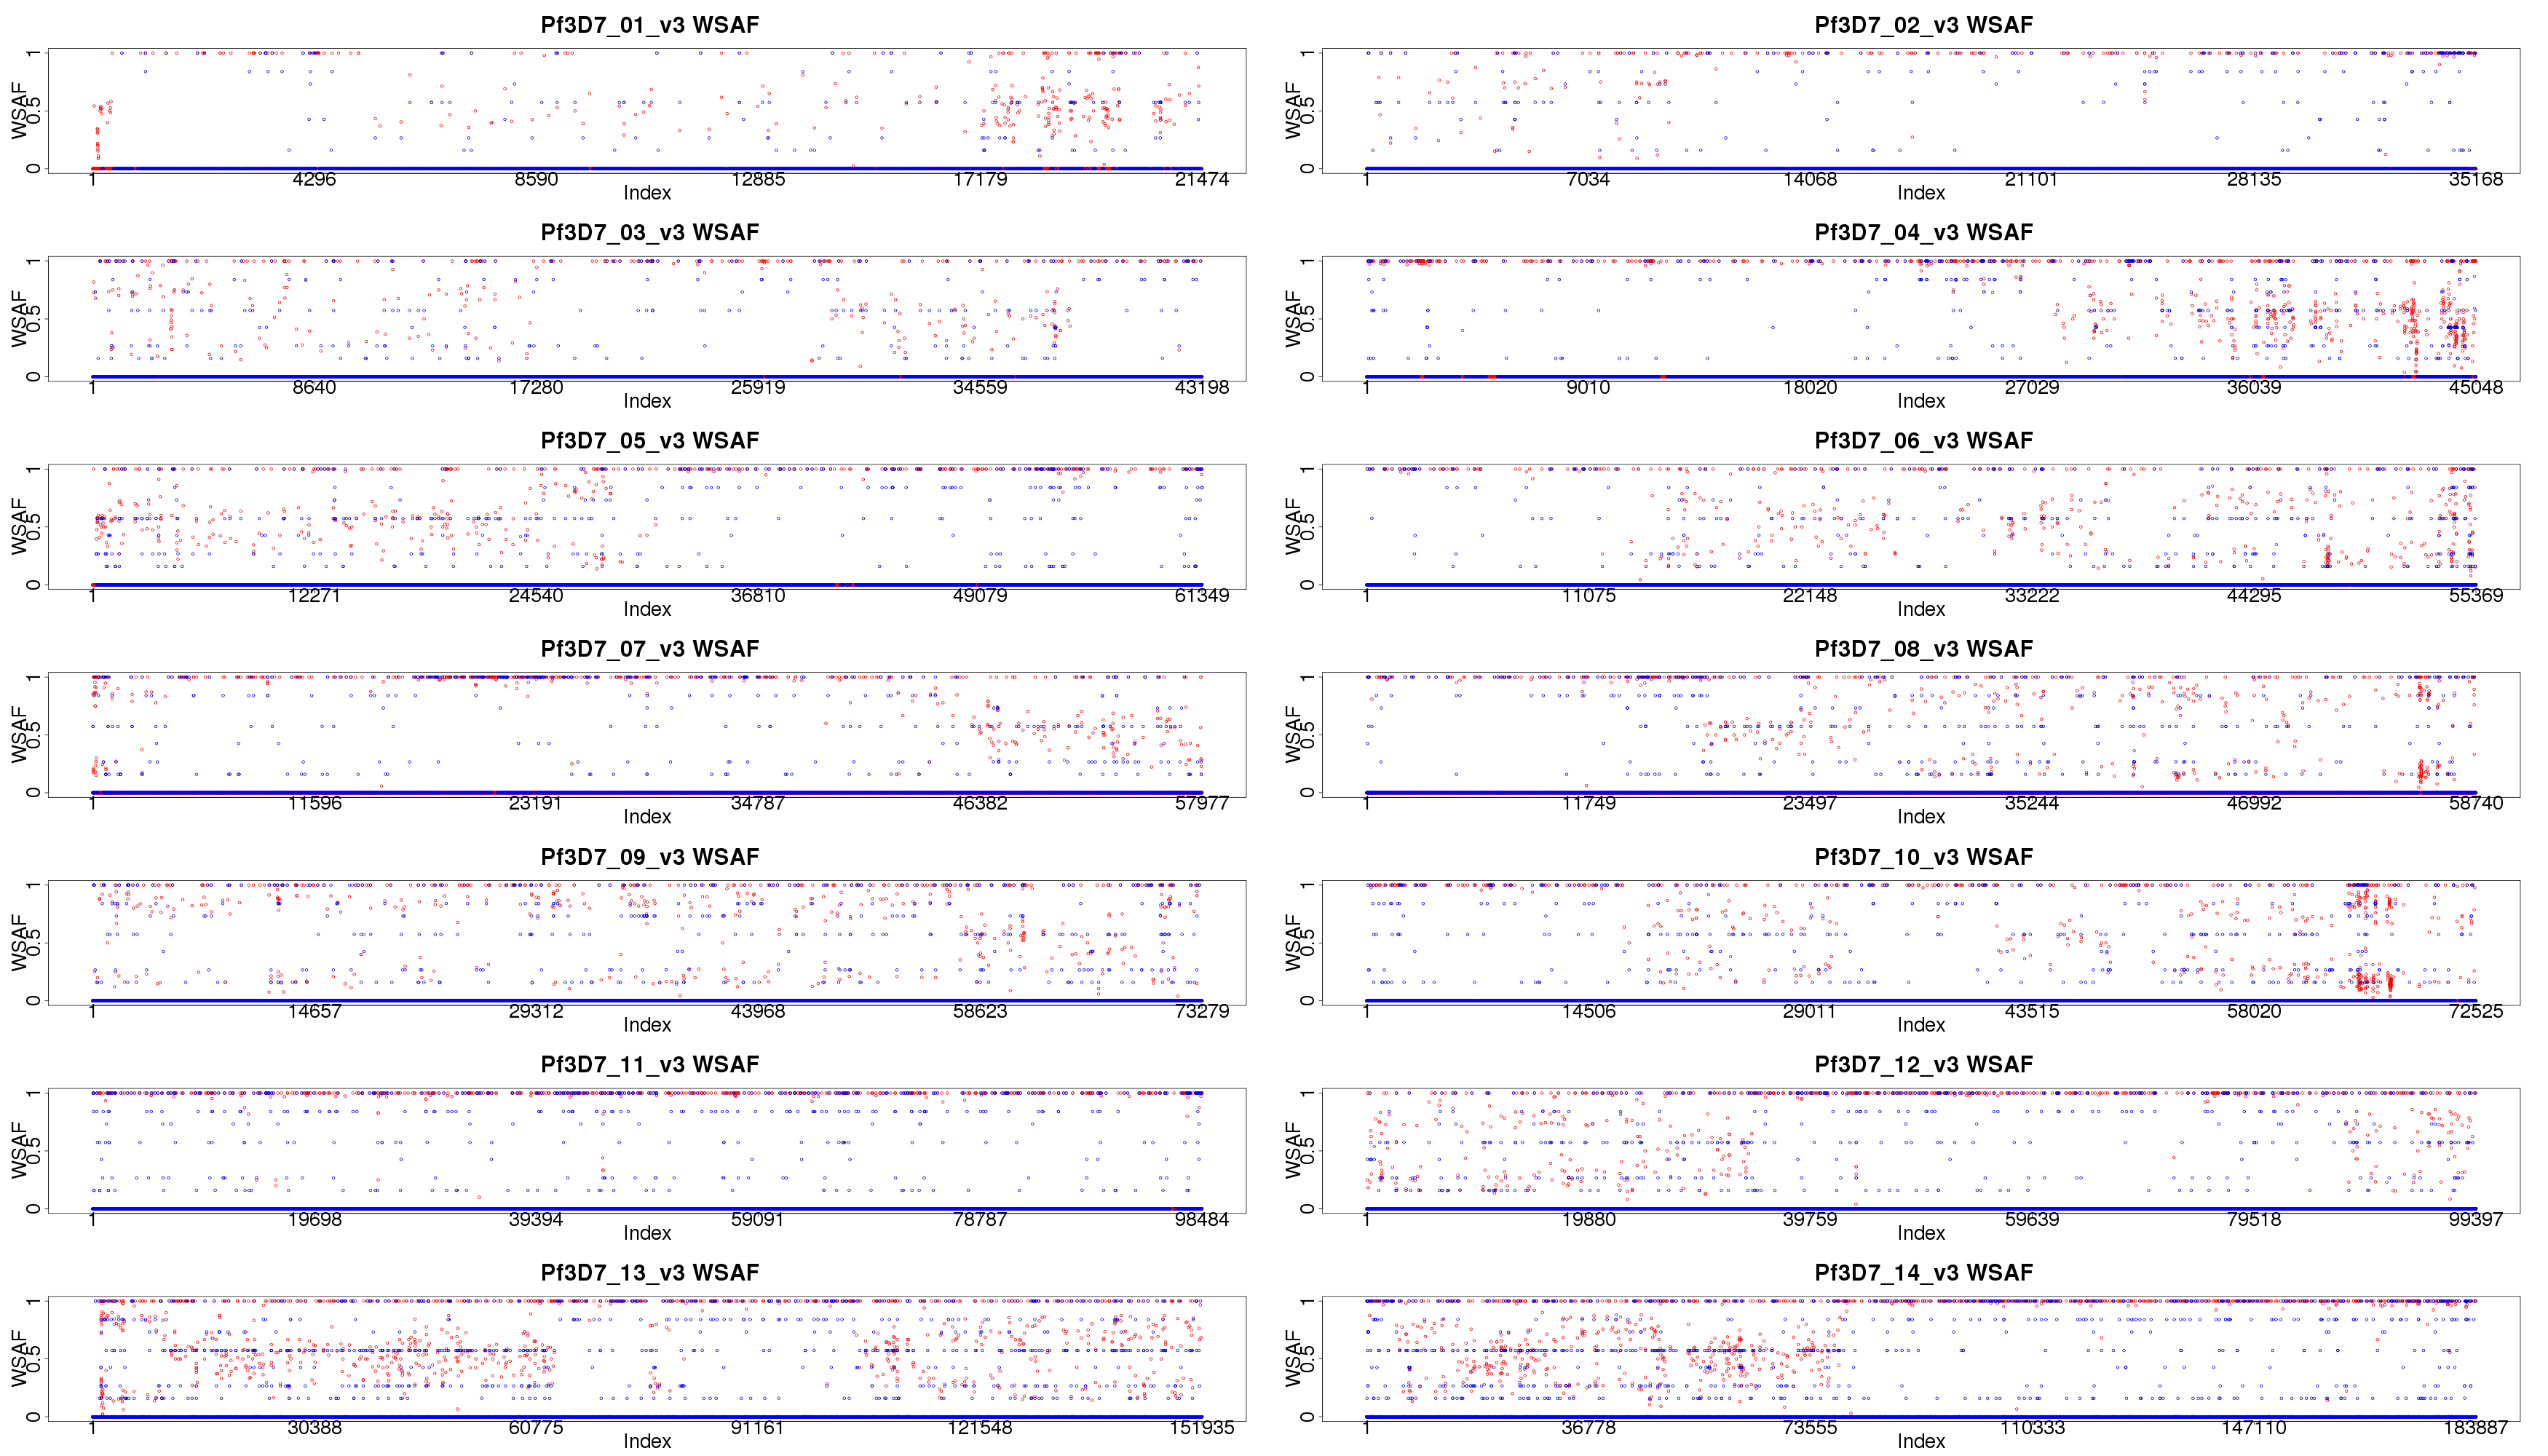 Pf3D7_01_v3 WSAF
WSAF
0 0.5 1
1 4296 8590 12885 17179 21474
Index
Pf3D7_02_v3 WSAF
WSAF
0 0.5 1
1 7034 14068 21101 28135 35168
Index
Pf3D7_03_v3 WSAF
WSAF
0 0.5 1
1 8640 17280 25919 34559 43198
Index
Pf3D7_04_v3 WSAF
WSAF
0 0.5 1
1 9010 18020 27029 36039 45048
Index
Pf3D7_05_v3 WSAF
WSAF
0 0.5 1
1 12271 24540 36810 49079 61349
Index
Pf3D7_06_v3 WSAF
WSAF
0 0.5 1
1 11075 22148 33222 44295 55369
Index
Pf3D7_07_v3 WSAF
WSAF
0 0.5 1
1 11596 23191 34787 46382 57977
Index
Pf3D7_08_v3 WSAF
WSAF
0 0.5 1
1 11749 23497 35244 46992 58740
Index
Pf3D7_09_v3 WSAF
WSAF
0 0.5 1
1 14657 29312 43968 58623 73279
Index
Pf3D7_10_v3 WSAF
WSAF
0 0.5 1
1 14506 29011 43515 58020 72525
Index
Pf3D7_11_v3 WSAF
WSAF
0 0.5 1
1 19698 39394 59091 78787 98484
Index
Pf3D7_12_v3 WSAF
WSAF
0 0.5 1
1 19880 39759 59639 79518 99397
Index
Pf3D7_13_v3 WSAF
WSAF
0 0.5 1
1 30388 60775 91161 121548 151935
Index
Pf3D7_14_v3 WSAF
WSAF
0 0.5 1
1 36778 73555 110333 147110 183887
Index